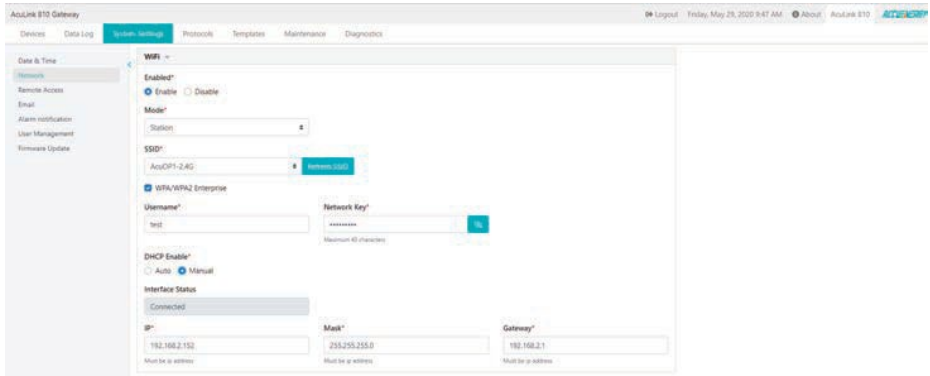 AcuLink 810 Gateway
Logout Friday, May 29, 2020 9:47 AM About AcuLink 810 ACCUENERGY
Devices Data Log System Settings Protocols Templates Maintenance Diagnostics
Date & Time
Network
Remote Access
Email
Alarm notification
User Management
Firmware Update
WiFi
Enabled*
Enable Disable
Mode*
Station
SSID*
AcuOP1-2.4G Refresh SSID
WPA/WPA2 Enterprise
Username* Network Key*
test •••••••••
Maximum 40 characters
DHCP Enable*
Auto Manual
Interface Status
Connected
IP* Mask* Gateway*
192.168.2.152 255.255.255.0 192.168.2.1
Must be ip address Must be ip address Must be ip address